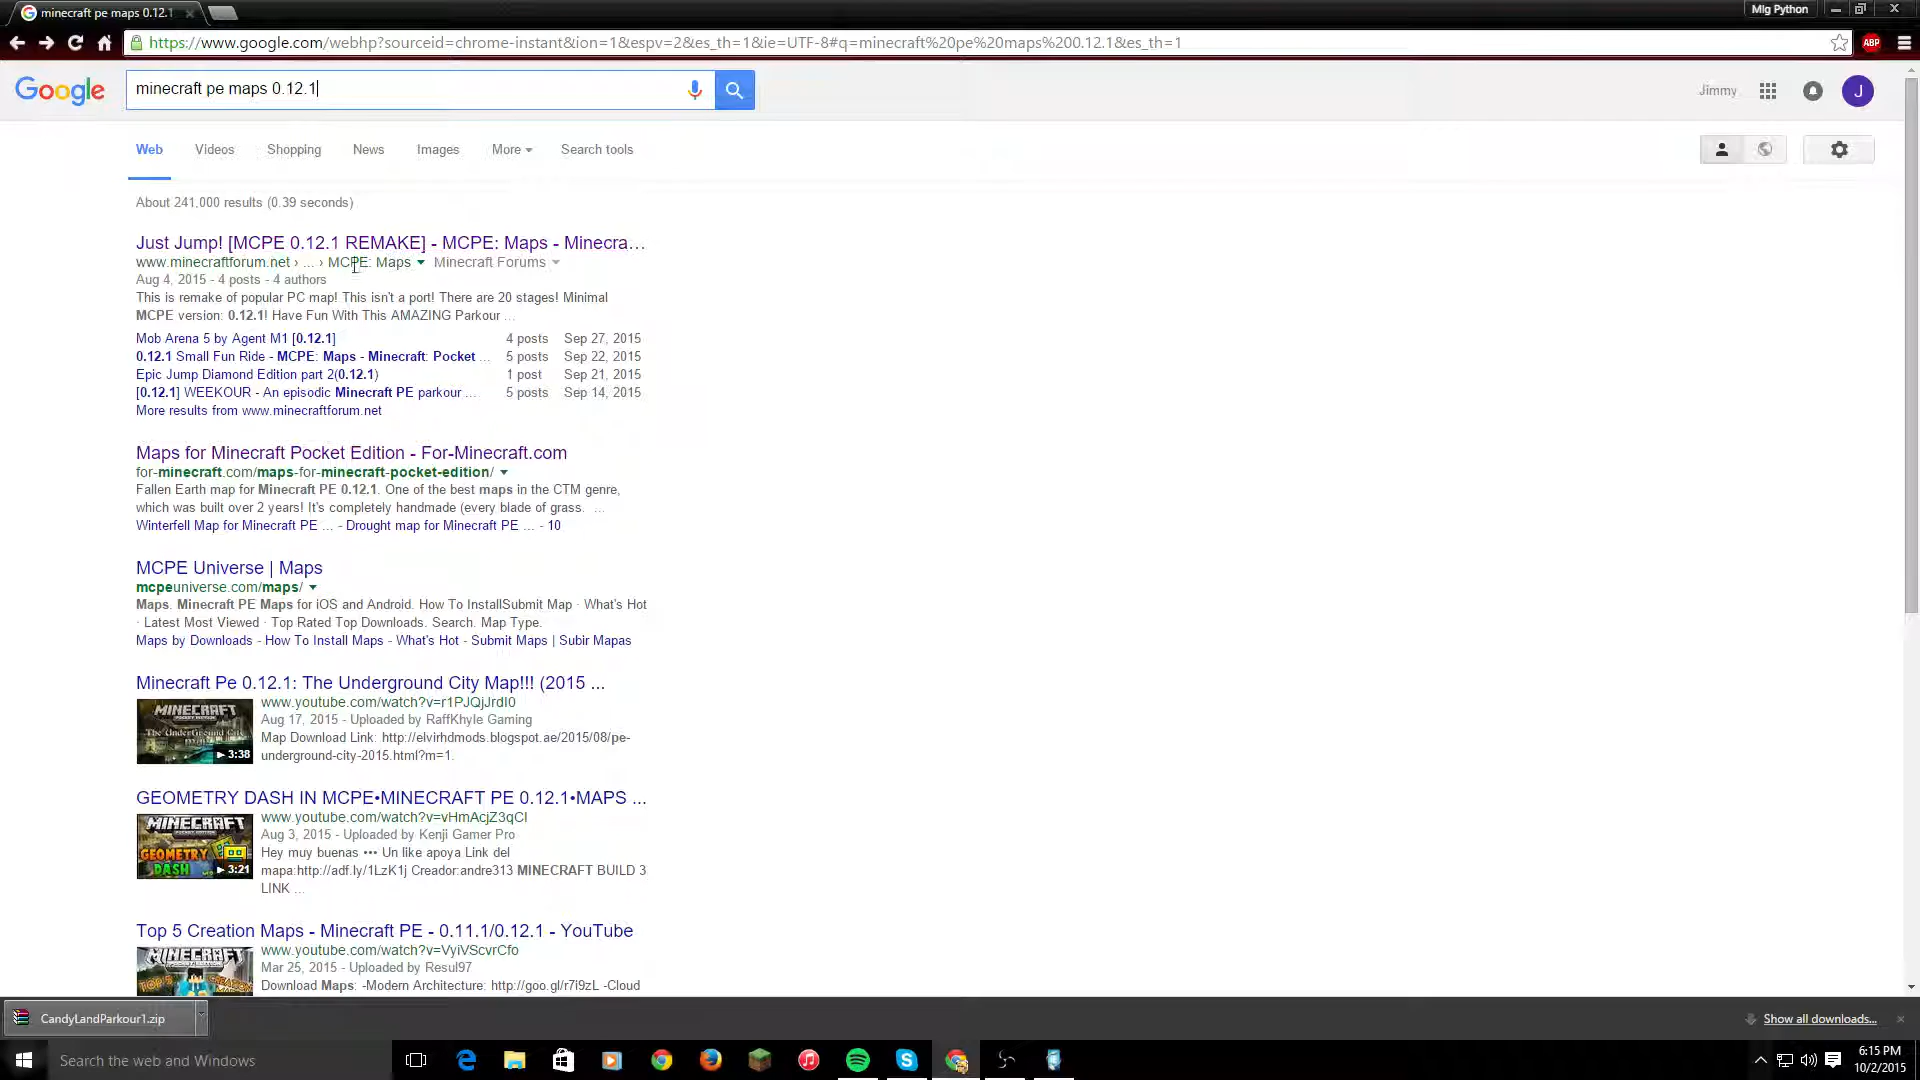 minecraft pe maps 0.12.1
Mlg Python
https://www.google.com/webhp?sourceid=chrome-instant&ion=1&espv=2&es_th=1&ie=UTF-8#q=minecraft%20pe%20maps%200.12.1&es_th=1
ABP
Google
minecraft pe maps 0.12.1
Jimmy
J
Web Videos Shopping News Images More Search tools
About 241,000 results (0.39 seconds)
Just Jump! [MCPE 0.12.1 REMAKE] - MCPE: Maps - Minecra...
www.minecraftforum.net › ... › MCPE: Maps Minecraft Forums
Aug 4, 2015 - 4 posts - 4 authors
This is remake of popular PC map! This isn't a port! There are 20 stages! Minimal
MCPE version: 0.12.1! Have Fun With This AMAZING Parkour ...
Mob Arena 5 by Agent M1 [0.12.1] 4 posts Sep 27, 2015
0.12.1 Small Fun Ride - MCPE: Maps - Minecraft: Pocket ... 5 posts Sep 22, 2015
Epic Jump Diamond Edition part 2(0.12.1) 1 post Sep 21, 2015
[0.12.1] WEEKOUR - An episodic Minecraft PE parkour ... 5 posts Sep 14, 2015
More results from www.minecraftforum.net
Maps for Minecraft Pocket Edition - For-Minecraft.com
for-minecraft.com/maps-for-minecraft-pocket-edition/
Fallen Earth map for Minecraft PE 0.12.1. One of the best maps in the CTM genre,
which was built over 2 years! It's completely handmade (every blade of grass. ...
Winterfell Map for Minecraft PE ... - Drought map for Minecraft PE ... - 10
MCPE Universe | Maps
mcpeuniverse.com/maps/
Maps. Minecraft PE Maps for iOS and Android. How To InstallSubmit Map · What's Hot
· Latest Most Viewed · Top Rated Top Downloads. Search. Map Type.
Maps by Downloads - How To Install Maps - What's Hot - Submit Maps | Subir Mapas
Minecraft Pe 0.12.1: The Underground City Map!!! (2015 ...
www.youtube.com/watch?v=r1PJQjJrdI0
Aug 17, 2015 - Uploaded by RaffKhyle Gaming
Map Download Link: http://elvirhdmods.blogspot.ae/2015/08/pe-
underground-city-2015.html?m=1.
MINECRAFT
The UnderGround City
3:38
GEOMETRY DASH IN MCPE•MINECRAFT PE 0.12.1•MAPS ...
www.youtube.com/watch?v=vHmAcjZ3qCI
Aug 3, 2015 - Uploaded by Kenji Gamer Pro
Hey muy buenas ••• Un like apoya Link del
mapa:http://adf.ly/1LzK1j Creador:andre313 MINECRAFT BUILD 3
LINK ...
MINECRAFT
GEOMETRY
DASH
3:21
Top 5 Creation Maps - Minecraft PE - 0.11.1/0.12.1 - YouTube
www.youtube.com/watch?v=VyiVScvrCfo
Mar 25, 2015 - Uploaded by Resul97
Download Maps: -Modern Architecture: http://goo.gl/r7i9zL -Cloud
MINECRAFT
TOP 5 CREATION
CandyLandParkour1.zip
Show all downloads...
Search the web and Windows
6:15 PM
10/2/2015